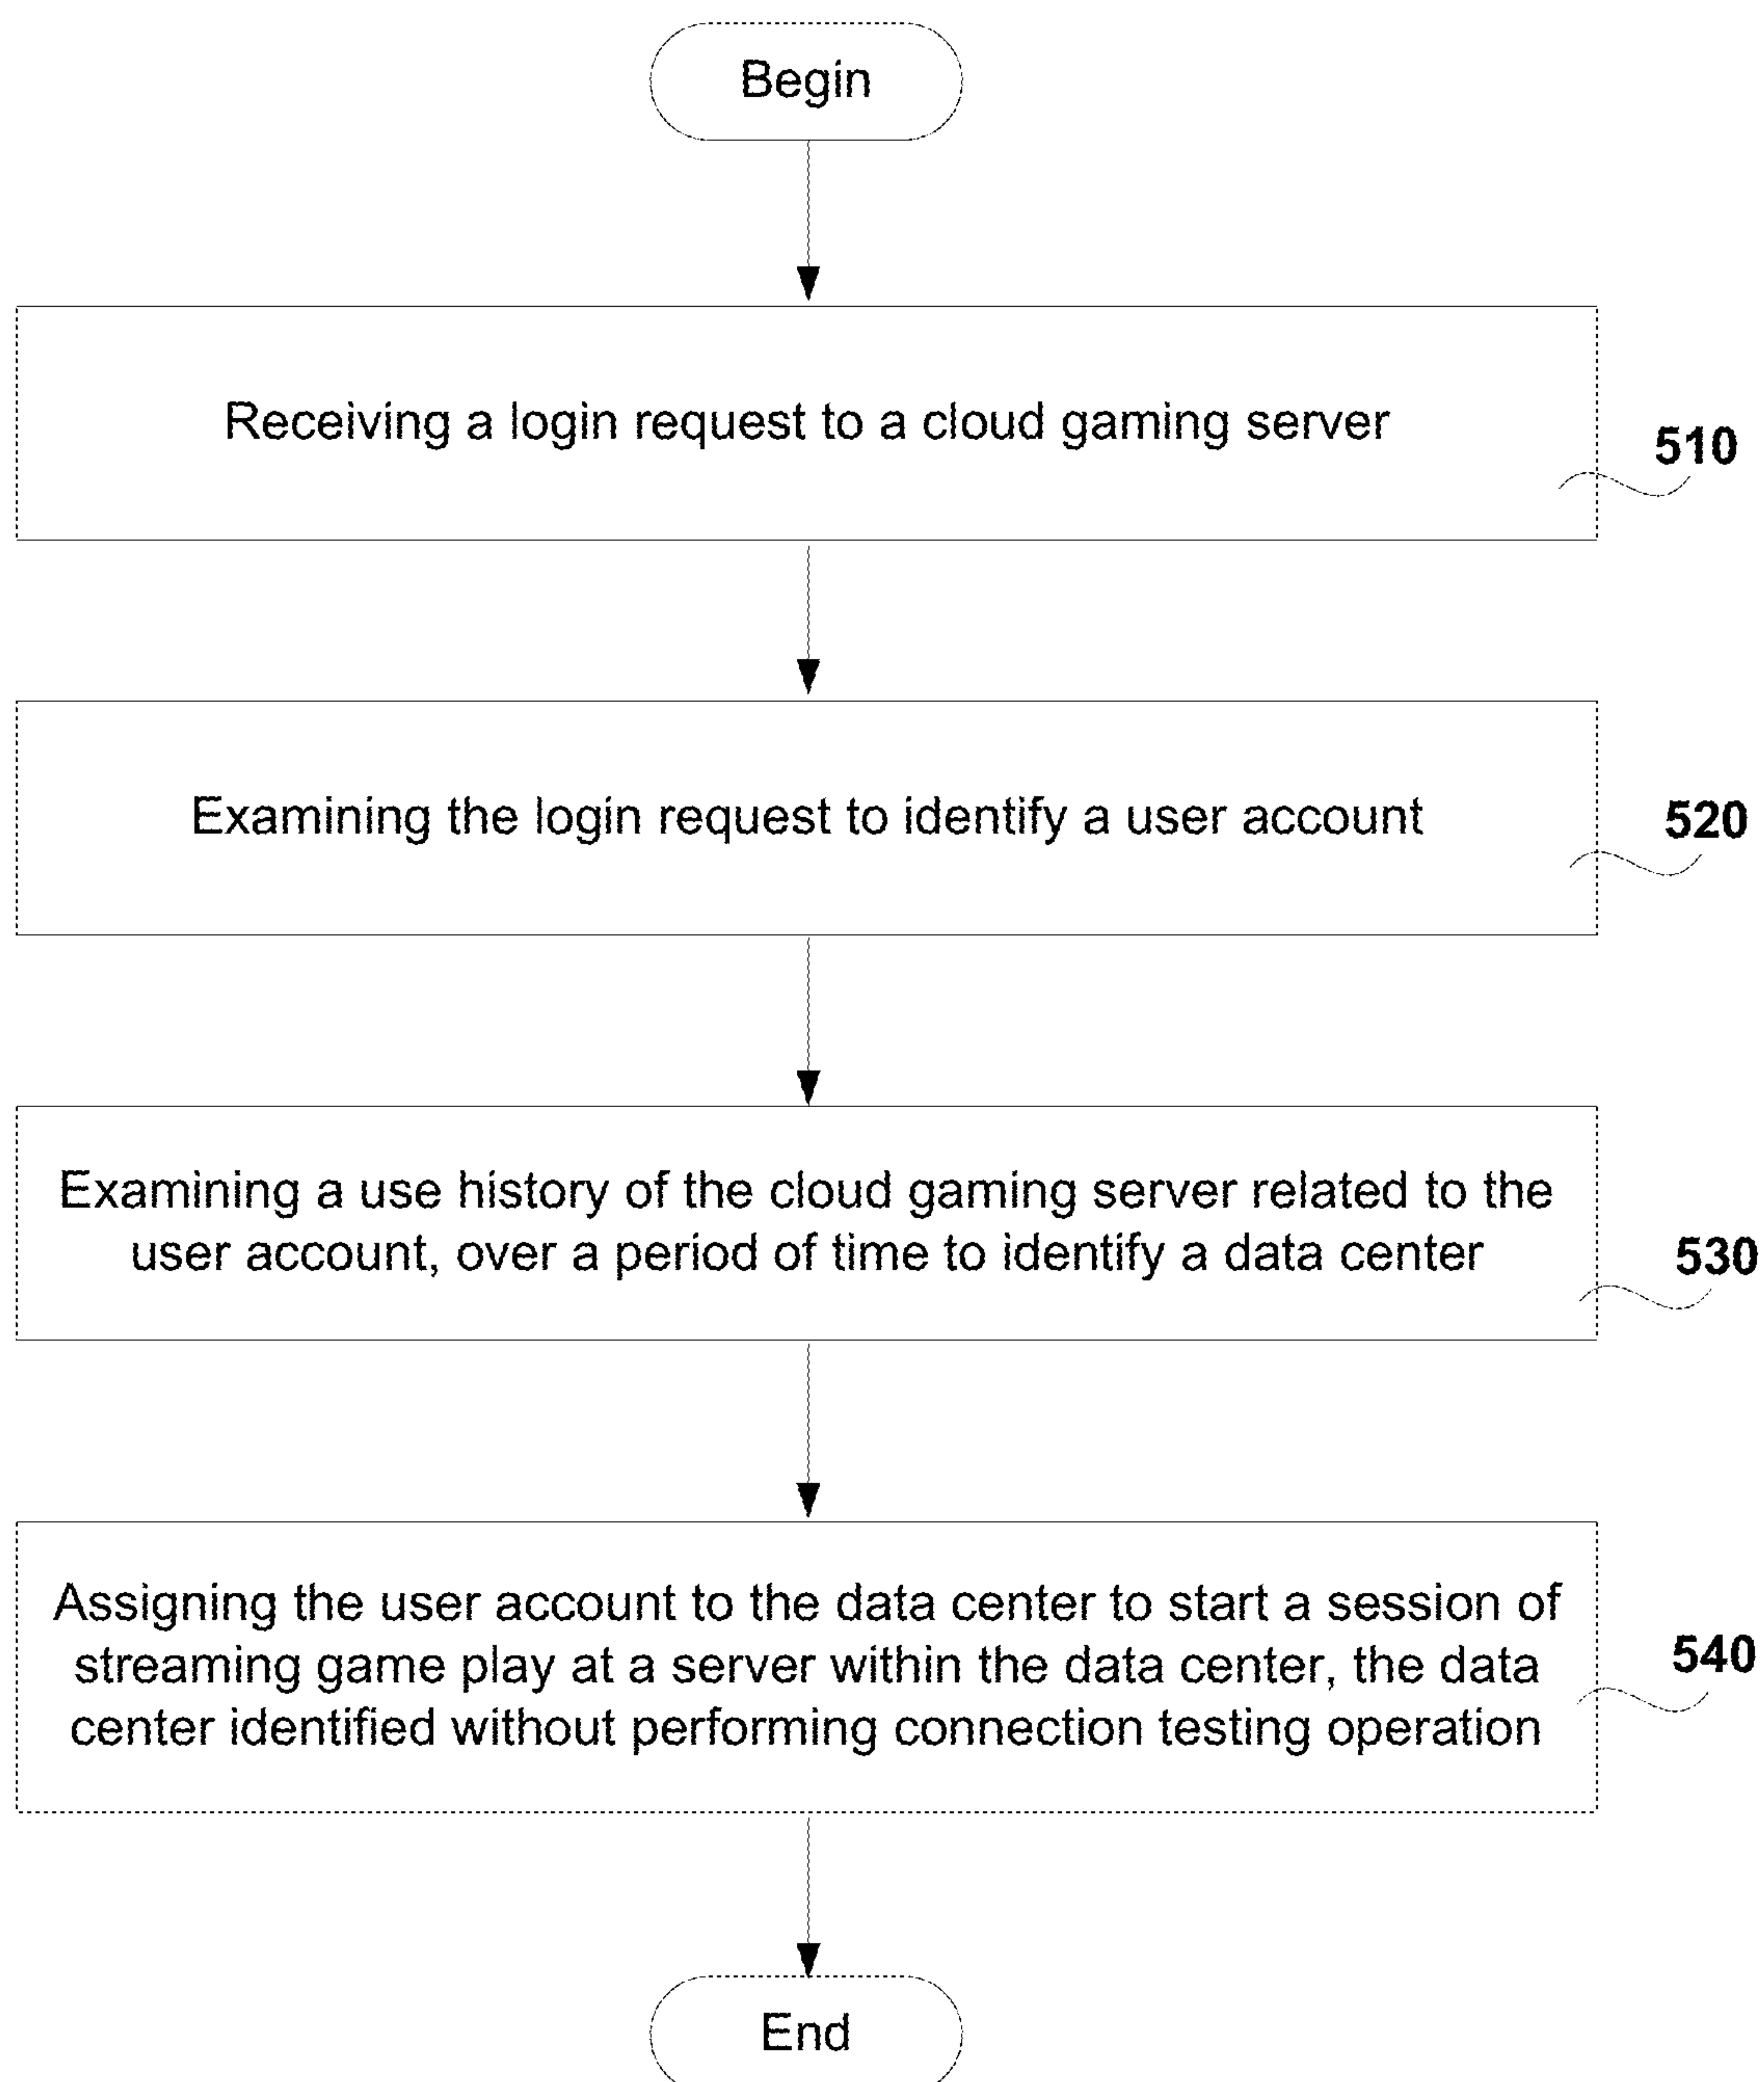 Begin
Receiving a login request to a cloud gaming server
510
Examining the login request to identify a user account
520
Examining a use history of the cloud gaming server related to the
user account, over a period of time to identify a data center
530
Assigning the user account to the data center to start a session of
streaming game play at a server within the data center, the data
center identified without performing connection testing operation
540
End